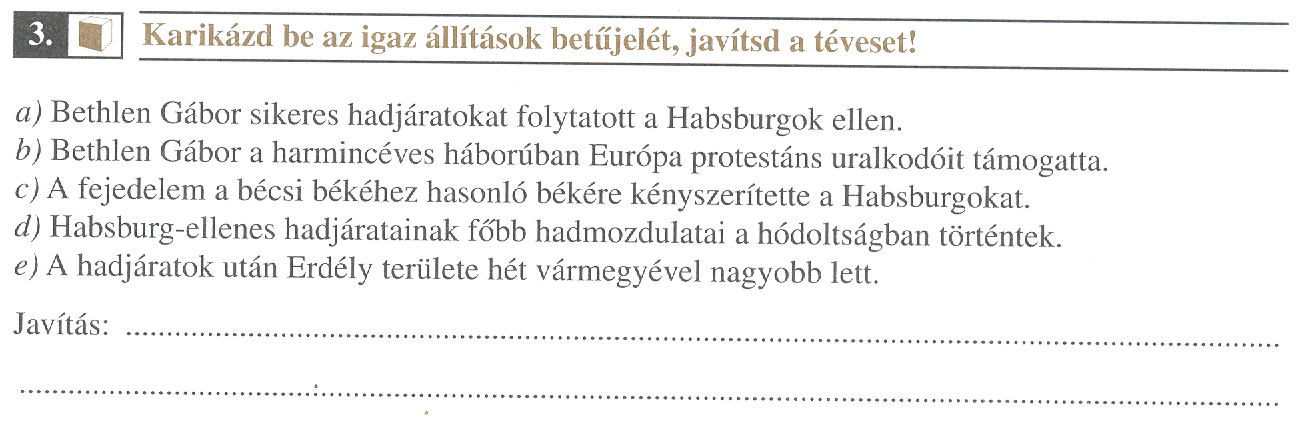 3. Karikázd be az igaz állítások betűjelét, javítsd a téveset!
a) Bethlen Gábor sikeres hadjáratokat folytatott a Habsburgok ellen.
b) Bethlen Gábor a harmincéves háborúban Európa protestáns uralkodóit támogatta.
c) A fejedelem a bécsi békéhez hasonló békére kényszerítette a Habsburgokat.
d) Habsburg-ellenes hadjáratainak főbb hadmozdulatai a hódoltságban történtek.
e) A hadjáratok után Erdély területe hét vármegyével nagyobb lett.
Javítás: